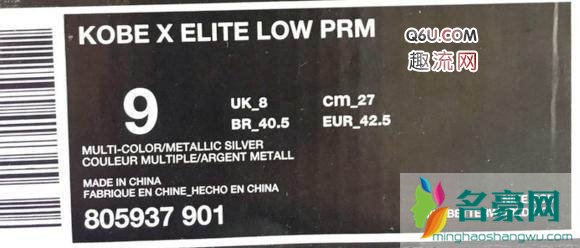 KOBE X ELITE LOW PRM
Q6U.COM
趣流网
9
UK_8
cm_27
BR_40.5
EUR_42.5
MULTI-COLOR/METALLIC SILVER
COULEUR MULTIPLE/ARGENT METALL
MADE IN CHINA
FABRIQUE EN CHINE_HECHO EN CHINA
805937 901
名豪网
minghaoguangwu.com